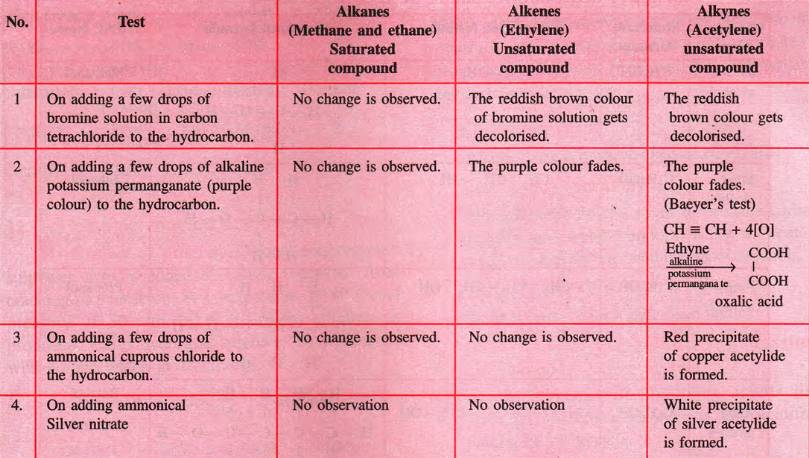 No.
Test
Alkanes
(Methane and ethane)
Saturated
compound
Alkenes
(Ethylene)
Unsaturated
compound
Alkynes
(Acetylene)
unsaturated
compound
1
On adding a few drops of
bromine solution in carbon
tetrachloride to the hydrocarbon.
No change is observed.
The reddish brown colour
of bromine solution gets
decolorised.
The reddish
brown colour gets
decolorised.
2
On adding a few drops of alkaline
potassium permanganate (purple
colour) to the hydrocarbon.
No change is observed.
The purple colour fades.
The purple
colour fades.
(Baeyer's test)
CH ≡ CH + 4[O]
Ethyne
alkaline
potassium
permanganate
COOH
|
COOH
oxalic acid
3
On adding a few drops of
ammonical cuprous chloride to
the hydrocarbon.
No change is observed.
No change is observed.
Red precipitate
of copper acetylide
is formed.
4.
On adding ammonical
Silver nitrate
No observation
No observation
White precipitate
of silver acetylide
is formed.